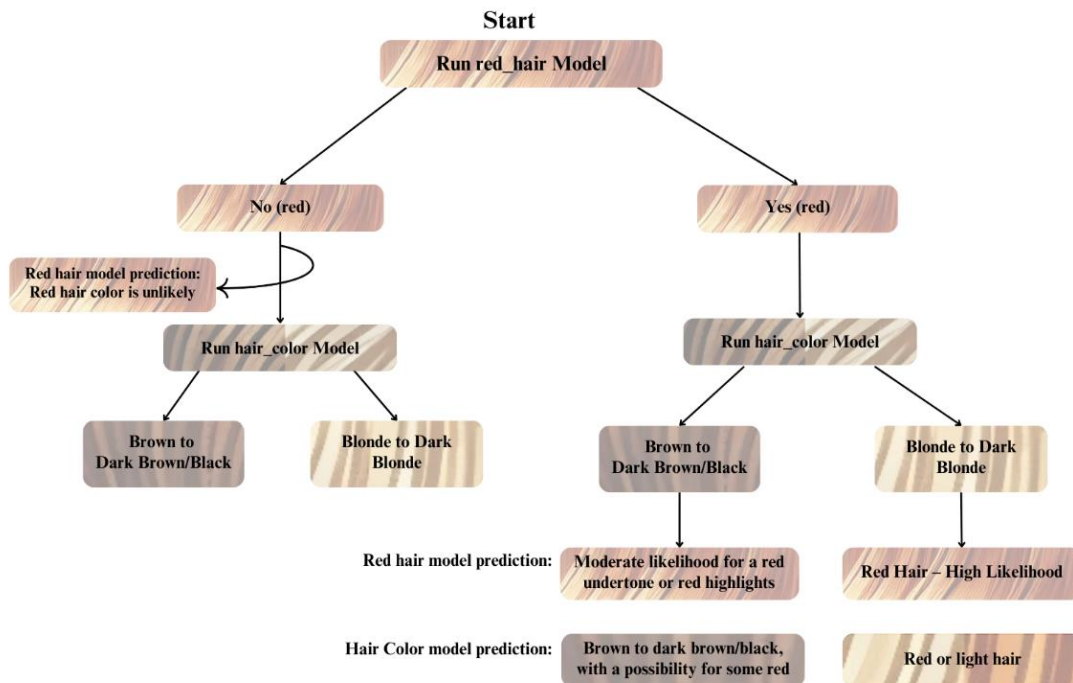 Start
Run red_hair Model
No (red)
Yes (red)
Red hair model prediction:
Red hair color is unlikely
Run hair_color Model
Run hair_color Model
Brown to
Dark Brown/Black
Blonde to Dark
Blonde
Brown to
Dark Brown/Black
Blonde to Dark
Blonde
Red hair model prediction:
Moderate likelihood for a red
undertone or red highlights
Red Hair – High Likelihood
Hair Color model prediction:
Brown to dark brown/black,
with a possibility for some red
Red or light hair